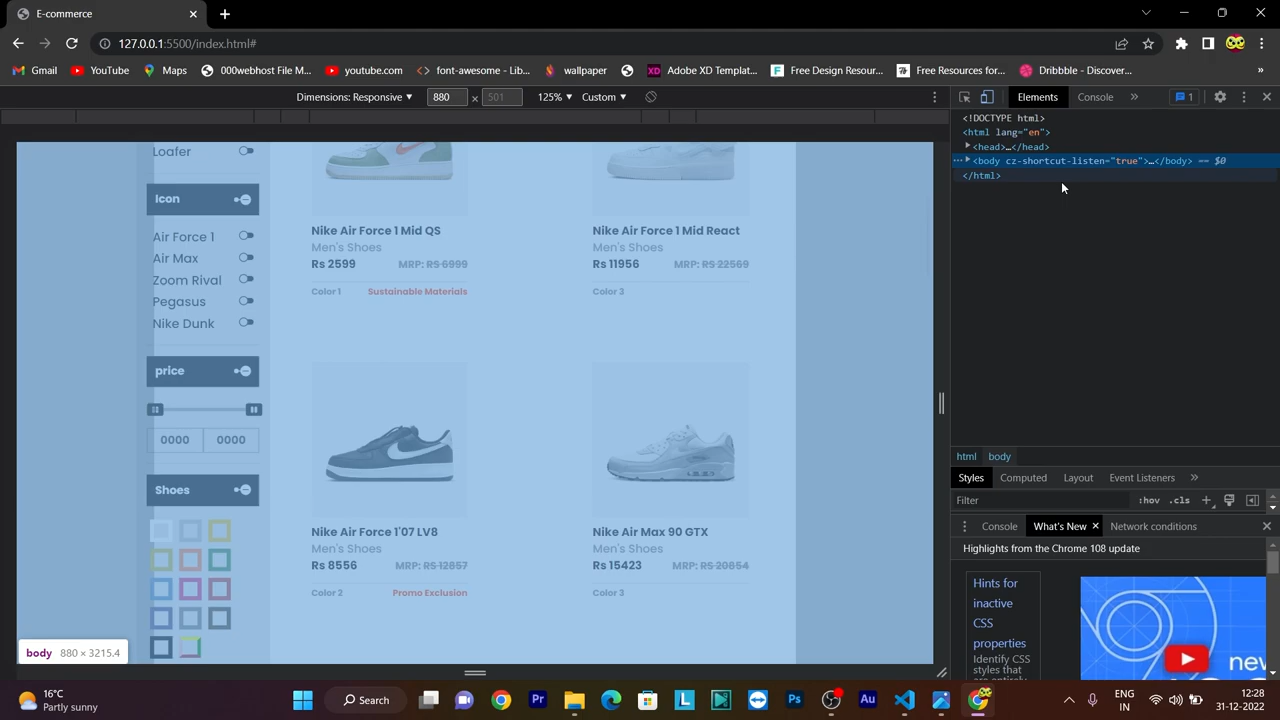 E-commerce
127.0.0.1:5500/index.html#
Gmail YouTube Maps 000webhost File M... youtube.com font-awesome - Lib... wallpaper Adobe XD Templat... Free Design Resour... Free Resources for... Dribbble - Discover... »
Dimensions: Responsive 880 × 501 125% Custom
Elements Console » 1
<!DOCTYPE html>
<html lang="en">
<head>…</head>
<body cz-shortcut-listen="true">…</body> == $0
</html>
Loafer
Icon
Air Force 1
Air Max
Zoom Rival
Pegasus
Nike Dunk
price
0000 0000
Shoes
Nike Air Force 1 Mid QS
Men's Shoes
Rs 2599 MRP: RS 6999
Color 1 Sustainable Materials
Nike Air Force 1 Mid React
Men's Shoes
Rs 11956 MRP: RS 22569
Color 3
Nike Air Force 1'07 LV8
Men's Shoes
Rs 8556 MRP: RS 12857
Color 2 Promo Exclusion
Nike Air Max 90 GTX
Men's Shoes
Rs 15423 MRP: RS 20854
Color 3
body 880 × 3215.4
html body
Styles Computed Layout Event Listeners »
Filter :hov .cls
Console What's New Network conditions
Highlights from the Chrome 108 update
Hints for
inactive
CSS
properties
Identify CSS
styles that
are entirely
new
16°C
Partly sunny
Search
Pr
L
Ps
Au
ENG
IN
12:28
31-12-2022